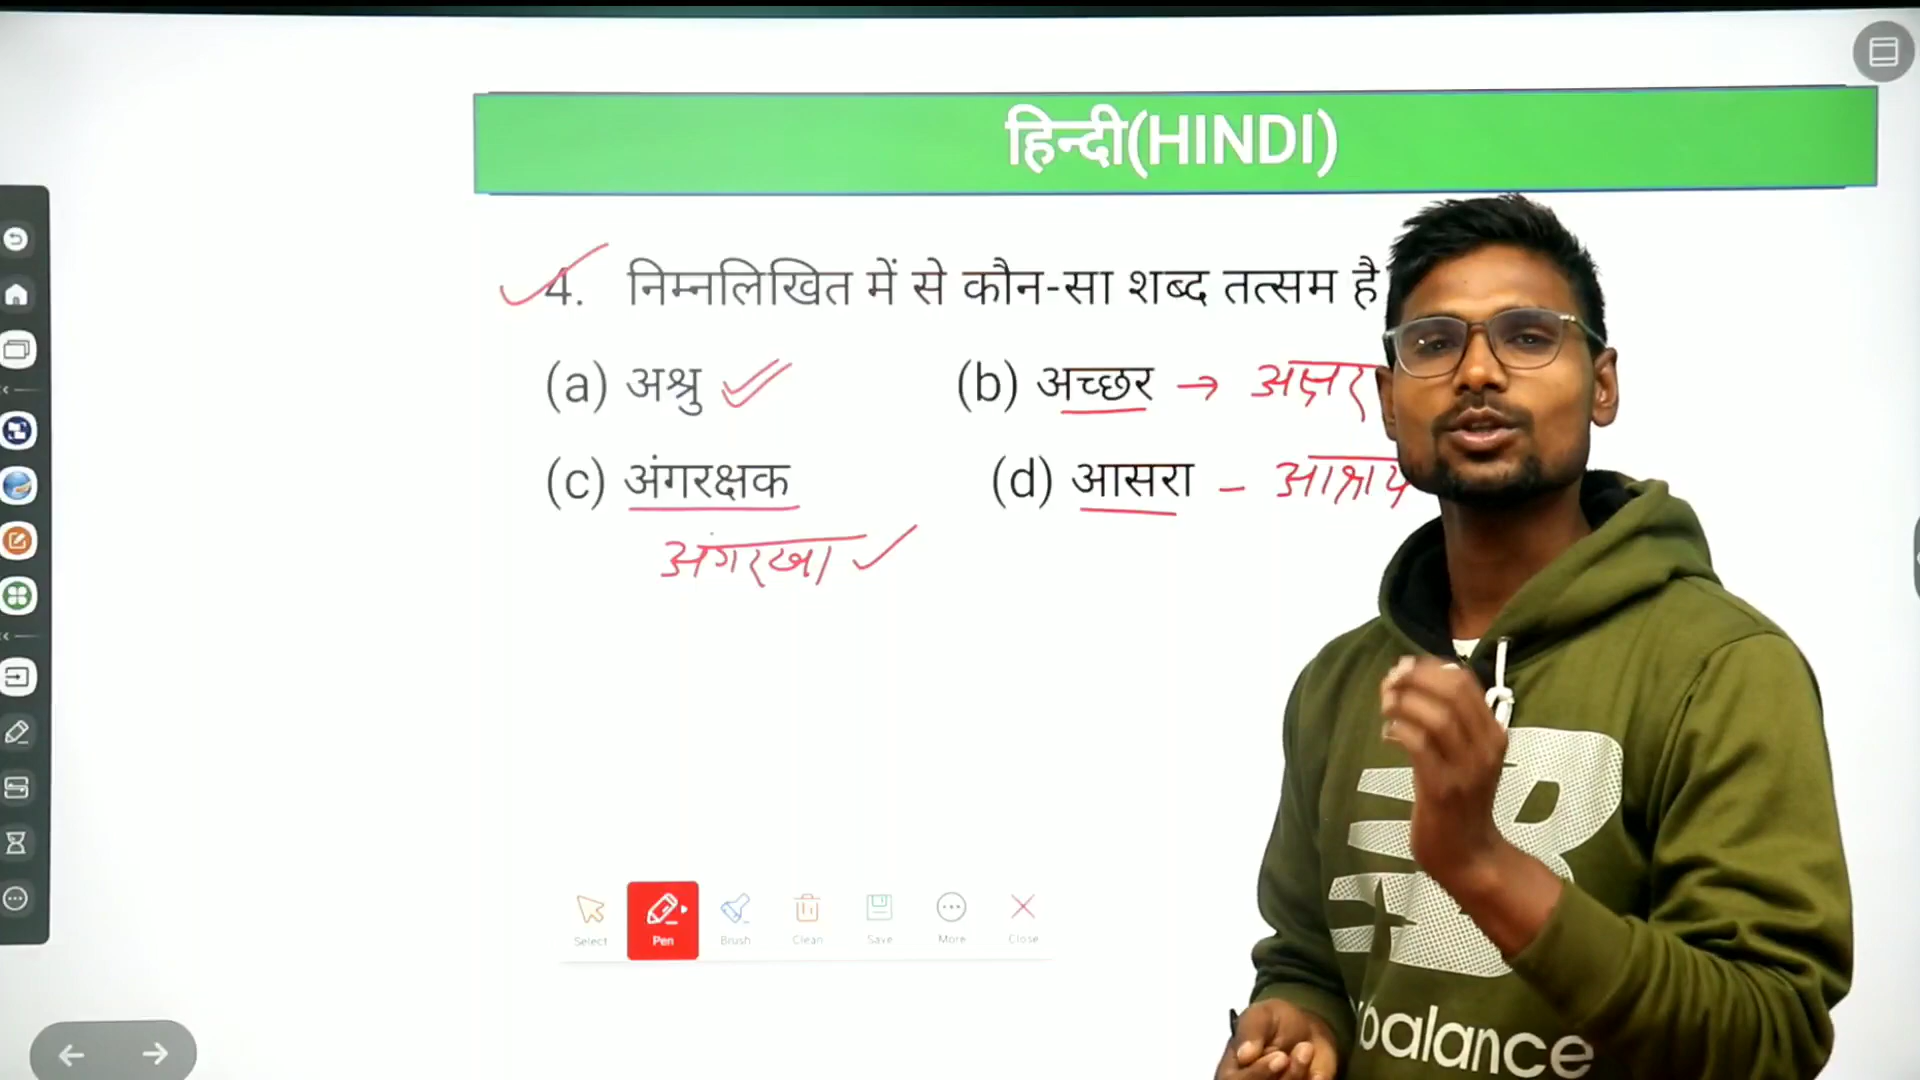 हिन्दी(HINDI)
4. निम्नलिखित में से कौन-सा शब्द तत्सम है
(a) अश्रु
(b) अच्छर → अक्षर
(c) अंगरक्षक
(d) आसरा – आश्रय
अंगरखा
Select
Pen
Brush
Clean
Save
More
Close
balance